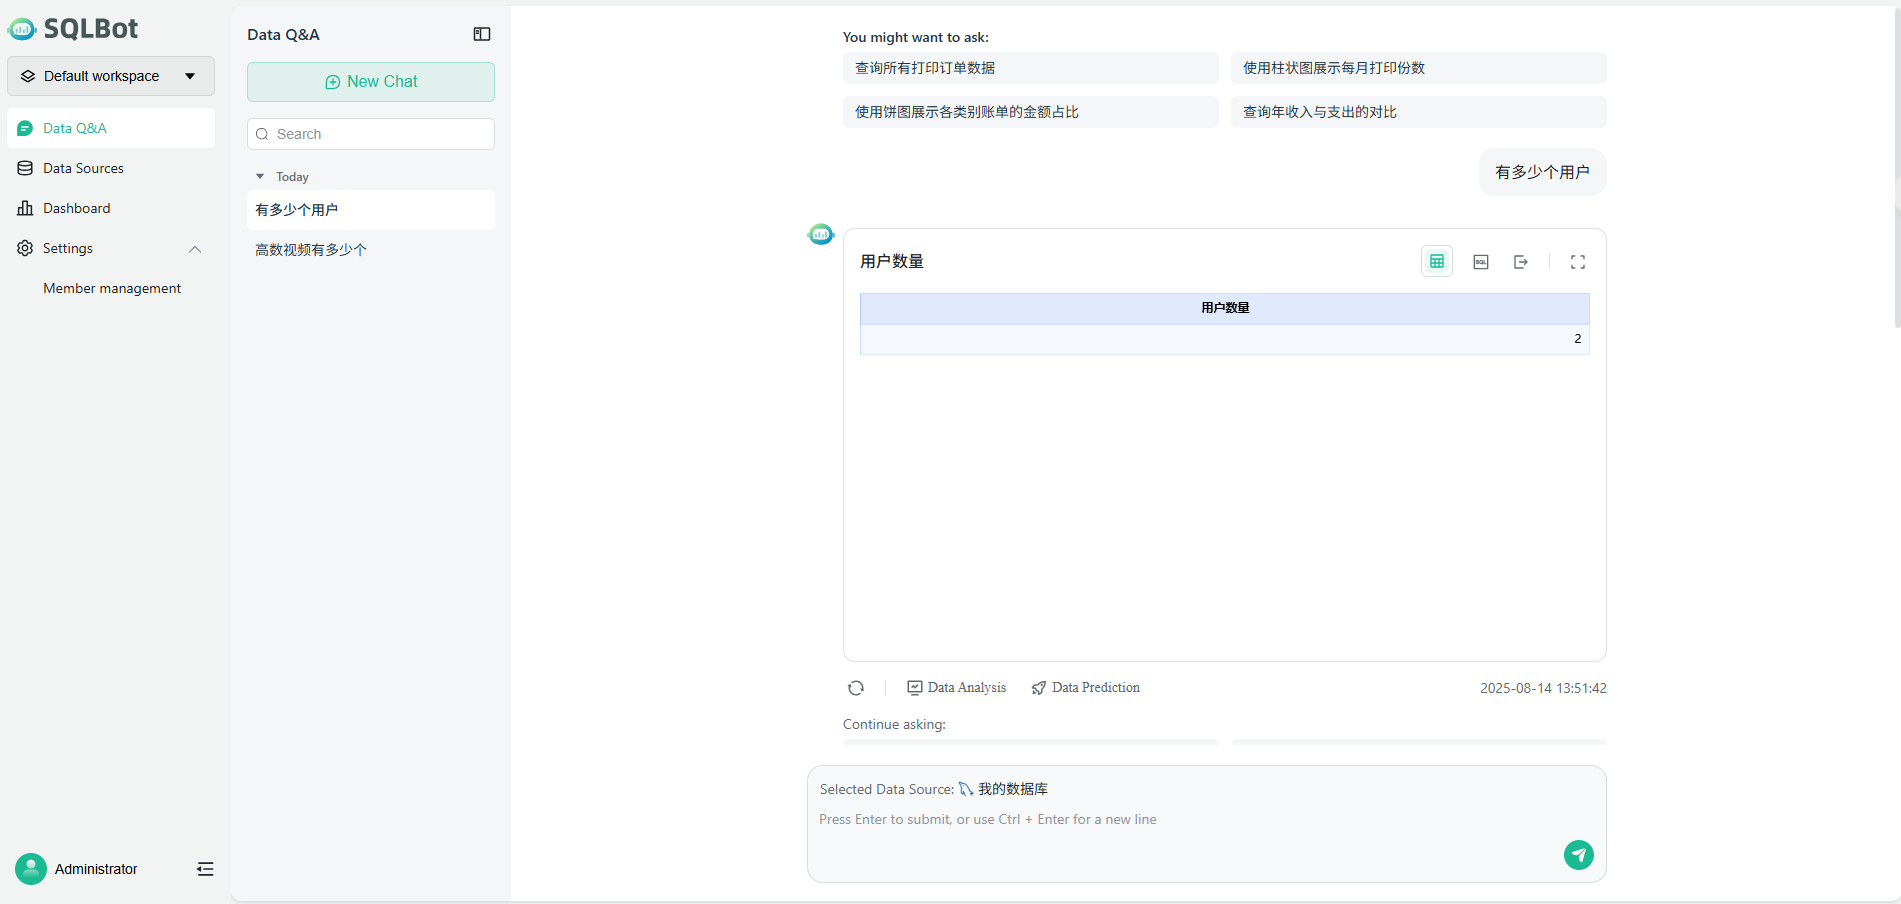 SQLBot
Default workspace
Data Q&A
Data Sources
Dashboard
Settings
Member management
Administrator
Data Q&A
New Chat
Search
Today
有多少个用户
高数视频有多少个
You might want to ask:
查询所有打印订单数据
使用柱状图展示每月打印份数
使用饼图展示各类别账单的金额占比
查询年收入与支出的对比
有多少个用户
用户数量
SQL
用户数量
2
Data Analysis
Data Prediction
2025-08-14 13:51:42
Continue asking:
Selected Data Source: 我的数据库
Press Enter to submit, or use Ctrl + Enter for a new line